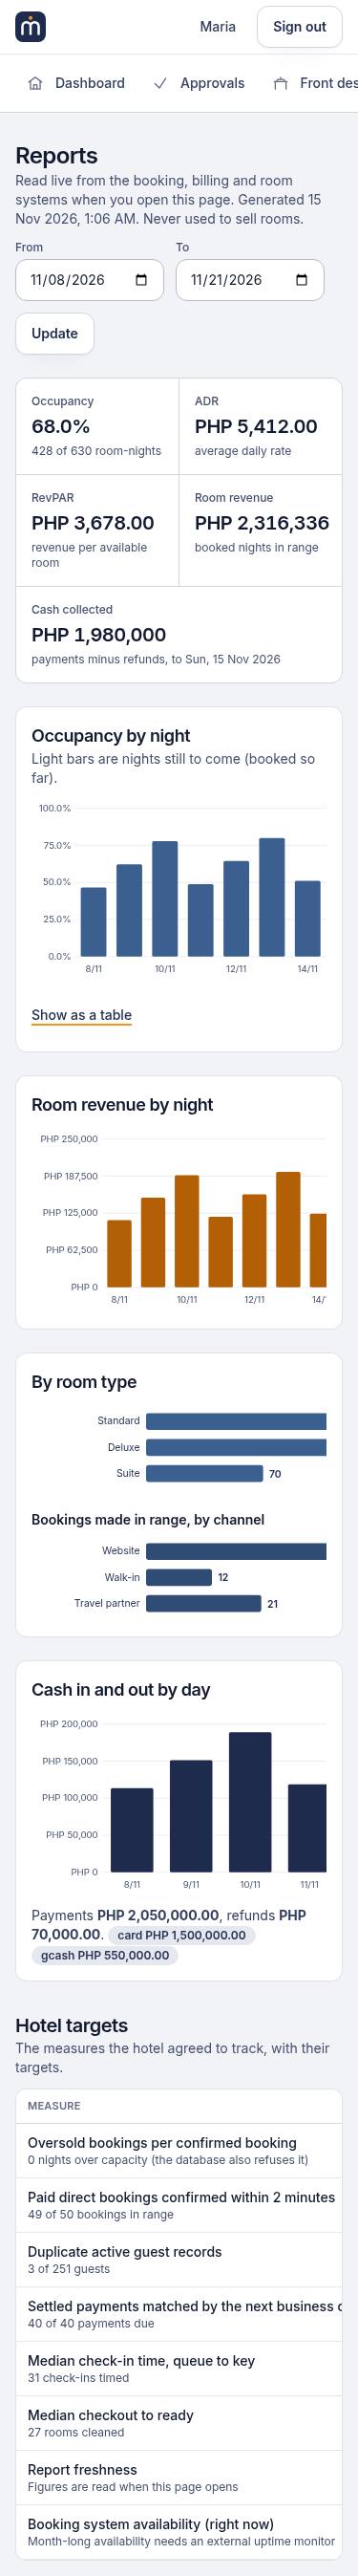 Maria
Sign out
Dashboard
Approvals
Front des
Reports
Read live from the booking, billing and room
systems when you open this page. Generated 15
Nov 2026, 1:06 AM. Never used to sell rooms.
From
To
11/08/2026
11/21/2026
Update
Occupancy
ADR
68.0%
PHP 5,412.00
428 of 630 room-nights
average daily rate
RevPAR
Room revenue
PHP 3,678.00
PHP 2,316,336
revenue per available
room
booked nights in range
Cash collected
PHP 1,980,000
payments minus refunds, to Sun, 15 Nov 2026
Occupancy by night
Light bars are nights still to come (booked so
far).
100.0%
75.0%
50.0%
25.0%
0.0%
8/11
10/11
12/11
14/11
Show as a table
Room revenue by night
PHP 250,000
PHP 187,500
PHP 125,000
PHP 62,500
PHP 0
8/11
10/11
12/11
14/
By room type
Standard
Deluxe
Suite
70
Bookings made in range, by channel
Website
Walk-in
12
Travel partner
21
Cash in and out by day
PHP 200,000
PHP 150,000
PHP 100,000
PHP 50,000
PHP 0
8/11
9/11
10/11
11/11
Payments PHP 2,050,000.00, refunds PHP
70,000.00. card PHP 1,500,000.00
gcash PHP 550,000.00
Hotel targets
The measures the hotel agreed to track, with their
targets.
MEASURE
Oversold bookings per confirmed booking
0 nights over capacity (the database also refuses it)
Paid direct bookings confirmed within 2 minutes
49 of 50 bookings in range
Duplicate active guest records
3 of 251 guests
Settled payments matched by the next business
40 of 40 payments due
Median check-in time, queue to key
31 check-ins timed
Median checkout to ready
27 rooms cleaned
Report freshness
Figures are read when this page opens
Booking system availability (right now)
Month-long availability needs an external uptime monitor